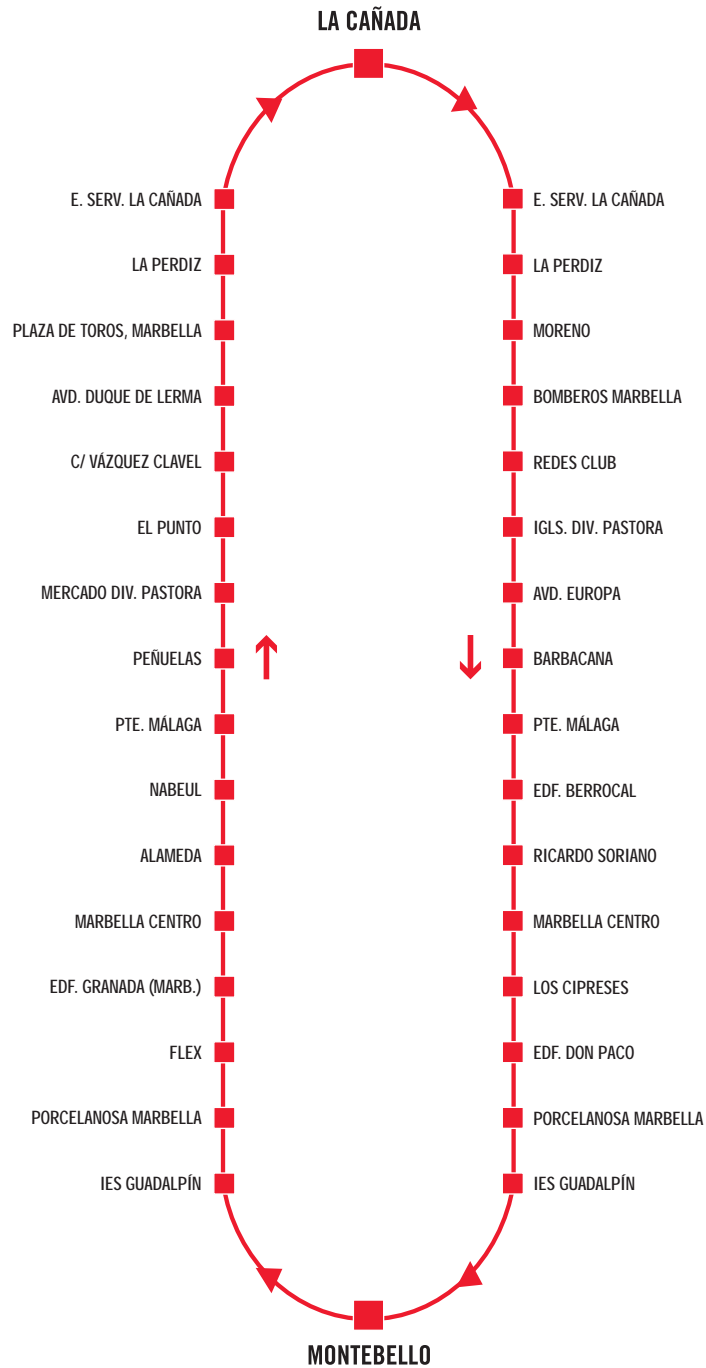 LA CAÑADA
E. SERV. LA CAÑADA
E. SERV. LA CAÑADA
LA PERDIZ
LA PERDIZ
PLAZA DE TOROS, MARBELLA
MORENO
AVD. DUQUE DE LERMA
BOMBEROS MARBELLA
C/ VÁZQUEZ CLAVEL
REDES CLUB
EL PUNTO
IGLS. DIV. PASTORA
MERCADO DIV. PASTORA
AVD. EUROPA
PEÑUELAS
BARBACANA
PTE. MÁLAGA
PTE. MÁLAGA
NABEUL
EDF. BERROCAL
ALAMEDA
RICARDO SORIANO
MARBELLA CENTRO
MARBELLA CENTRO
EDF. GRANADA (MARB.)
LOS CIPRESES
FLEX
EDF. DON PACO
PORCELANOSA MARBELLA
PORCELANOSA MARBELLA
IES GUADALPÍN
IES GUADALPÍN
MONTEBELLO